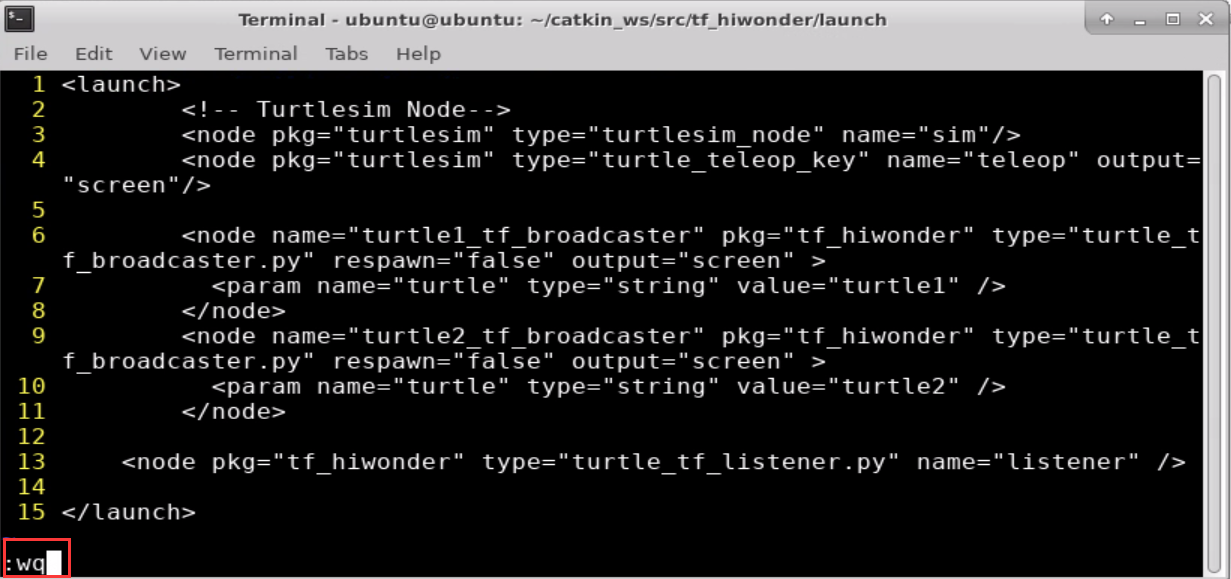 Terminal - ubuntu@ubuntu: ~/catkin_ws/src/tf_hiwonder/launch
File Edit View Terminal Tabs Help
1 <launch>
2         <!-- Turtlesim Node-->
3         <node pkg="turtlesim" type="turtlesim_node" name="sim"/>
4         <node pkg="turtlesim" type="turtle_teleop_key" name="teleop" output=
"screen"/>
5
6         <node name="turtle1_tf_broadcaster" pkg="tf_hiwonder" type="turtle_t
f_broadcaster.py" respawn="false" output="screen" >
7           <param name="turtle" type="string" value="turtle1" />
8         </node>
9         <node name="turtle2_tf_broadcaster" pkg="tf_hiwonder" type="turtle_t
f_broadcaster.py" respawn="false" output="screen" >
10           <param name="turtle" type="string" value="turtle2" />
11         </node>
12
13     <node pkg="tf_hiwonder" type="turtle_tf_listener.py" name="listener" />
14
15 </launch>
:wq